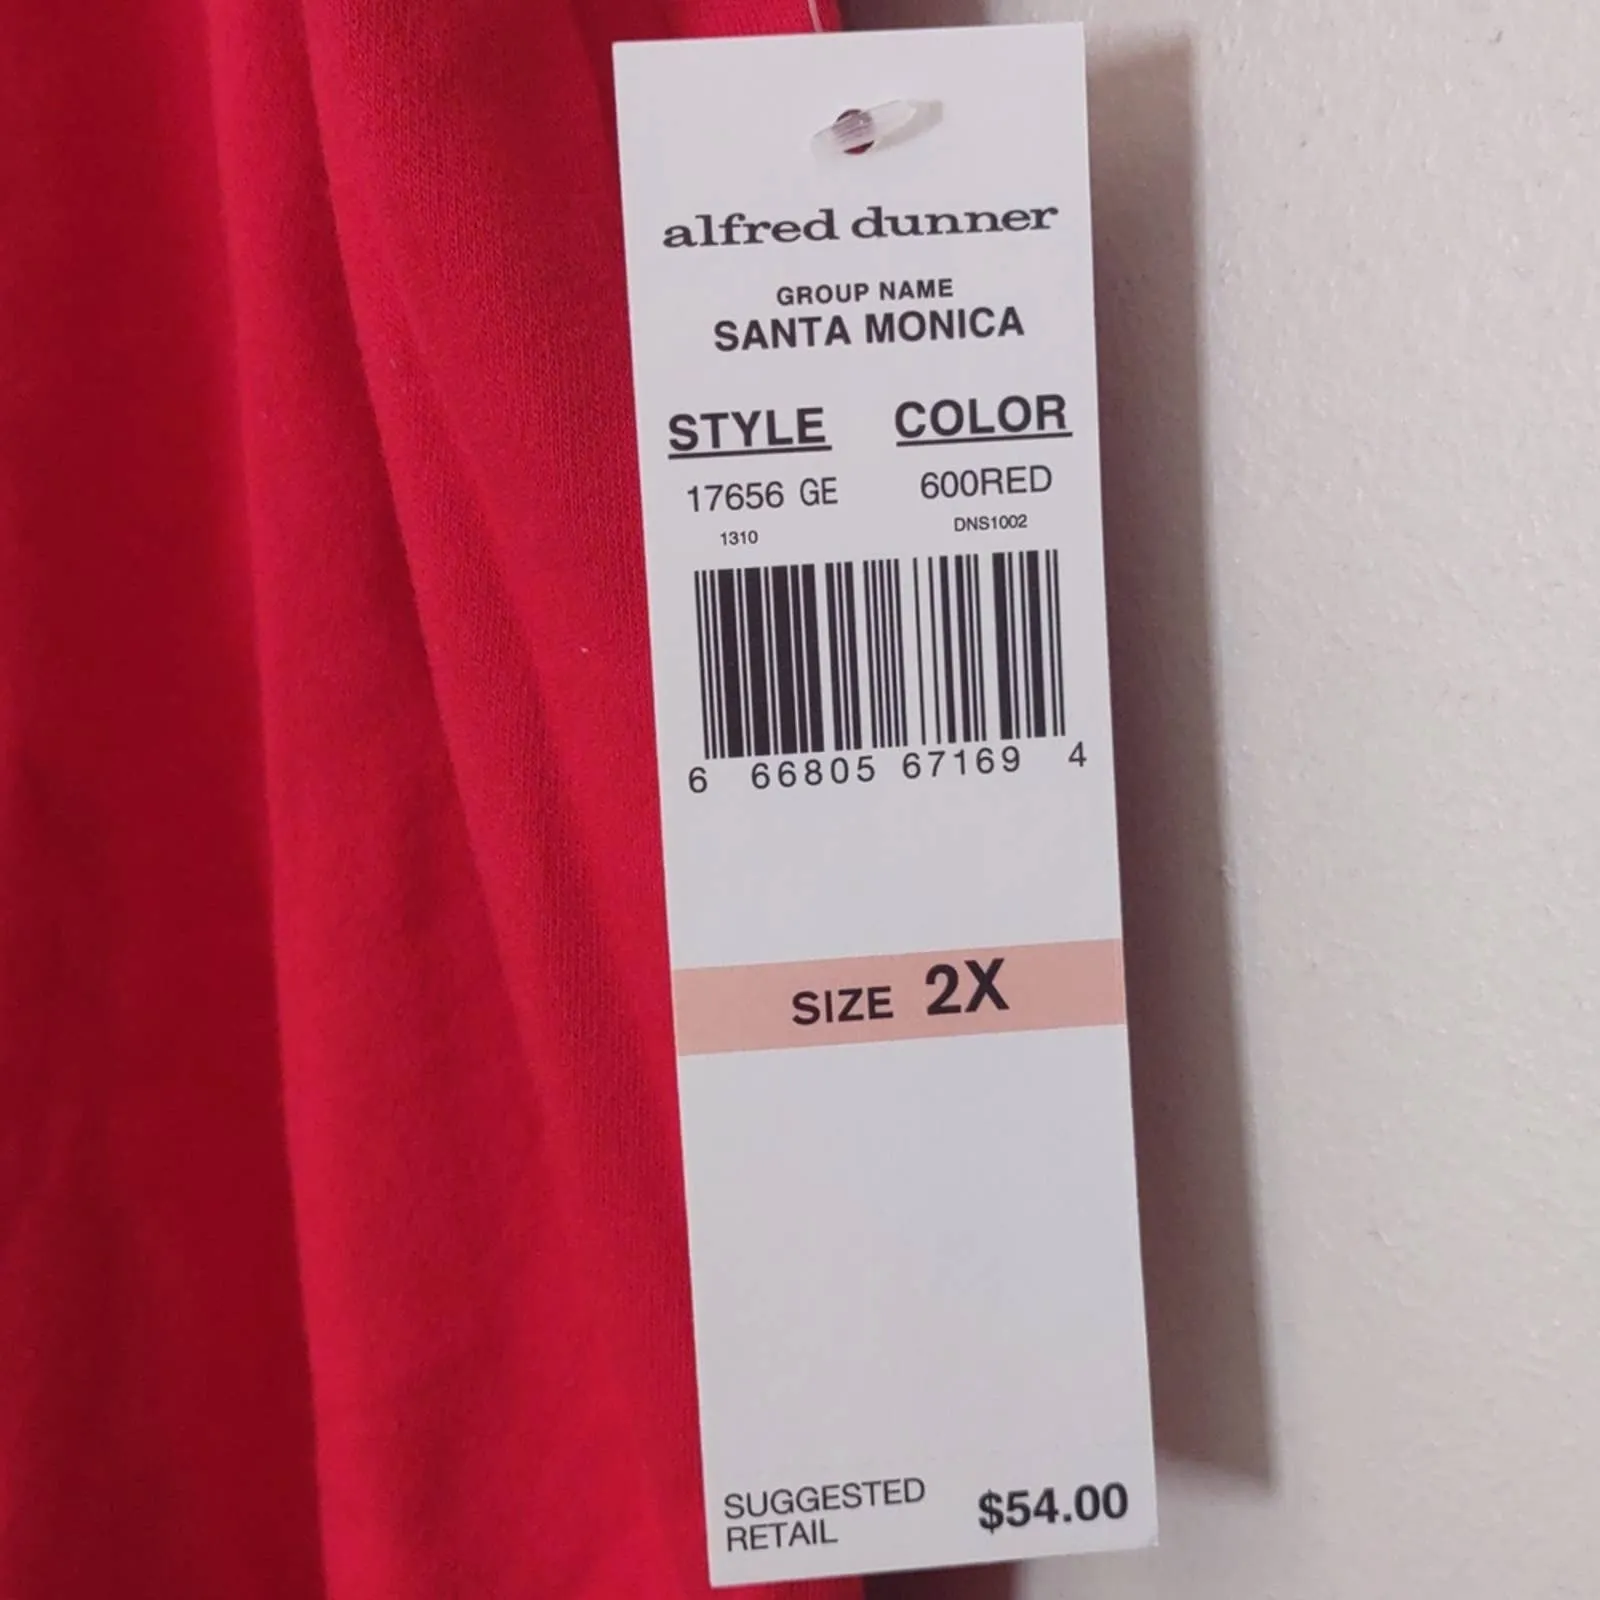 alfred dunner
GROUP NAME
SANTA MONICA
STYLE COLOR
17656 GE 600RED
1310 DNS1002
6 66805 67169 4
SIZE 2X
SUGGESTED
RETAIL $54.00